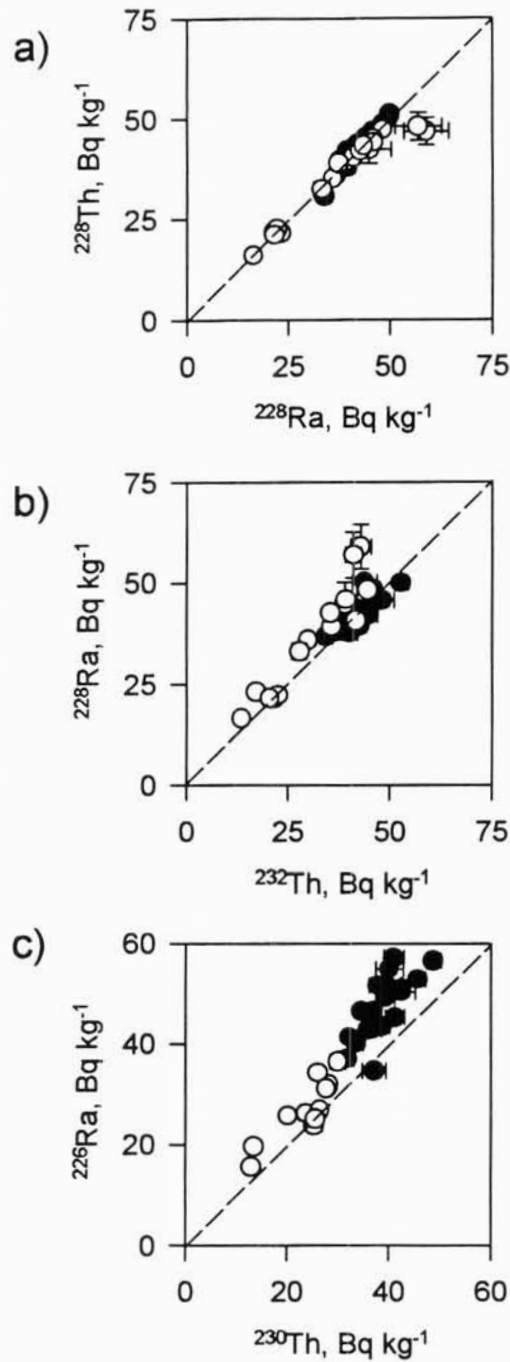 a)
75
50
25
0
²²⁸Th, Bq kg⁻¹
0 25 50 75
²²⁸Ra, Bq kg⁻¹
b)
75
50
25
0
²²⁸Ra, Bq kg⁻¹
0 25 50 75
²³²Th, Bq kg⁻¹
c)
60
40
20
0
²²⁶Ra, Bq kg⁻¹
0 20 40 60
²³⁰Th, Bq kg⁻¹